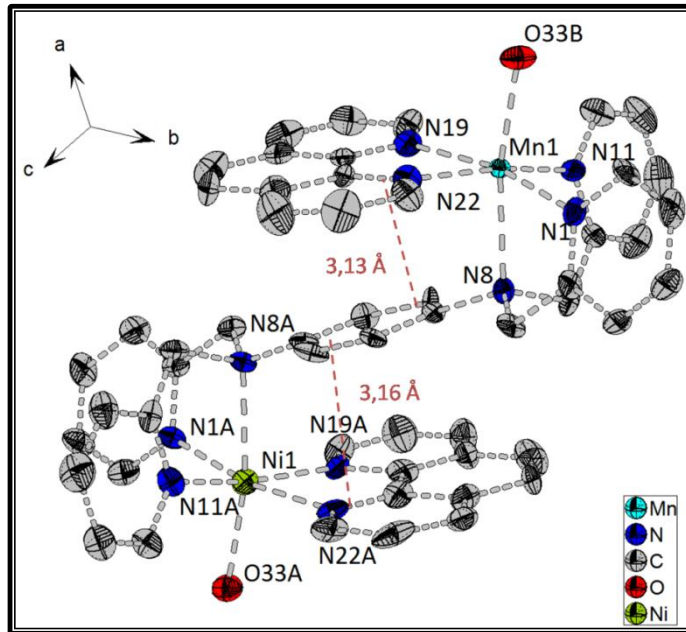 O33B
a
N19
Mn1
b
N11
c
N22
N1
3,13 Å
N8
N8A
3,16 Å
N1A
N19A
Ni1
N11A
N22A
O33A
Mn
N
C
O
Ni